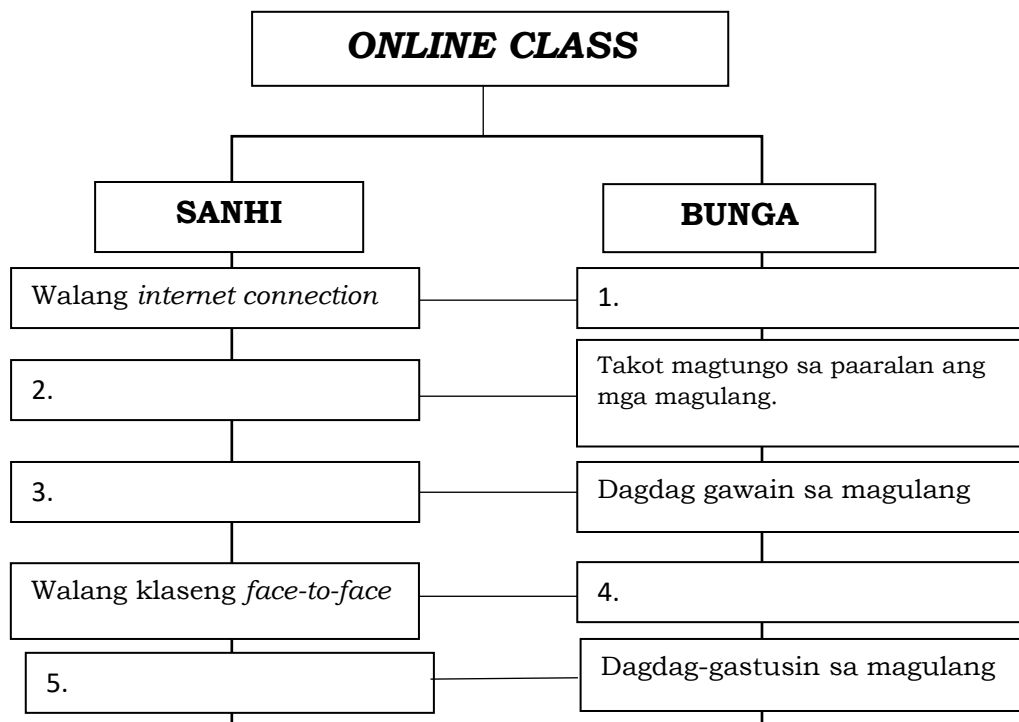 ONLINE CLASS
SANHI
BUNGA
Walang internet connection
1.
2.
Takot magtungo sa paaralan ang
mga magulang.
3.
Dagdag gawain sa magulang
Walang klaseng face-to-face
4.
5.
Dagdag-gastusin sa magulang